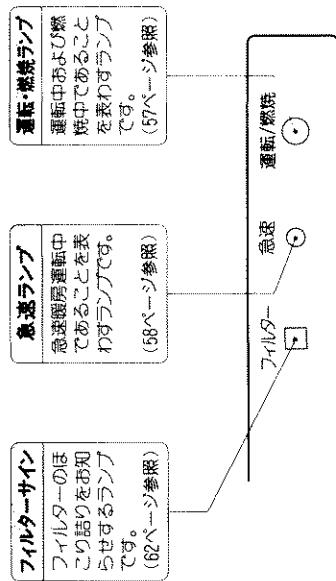 フィルターサイン
フィルターのほ
こり詰りをお知
らせするランプ
です。
(62ページ参照)
急速ランプ
急速暖房運転中
であることを表
わすランプです。
(58ページ参照)
運転・燃焼ランプ
運転中および燃
焼中であること
を表わすランプ
です。
(57ページ参照)
フィルター
急速
運転/燃焼